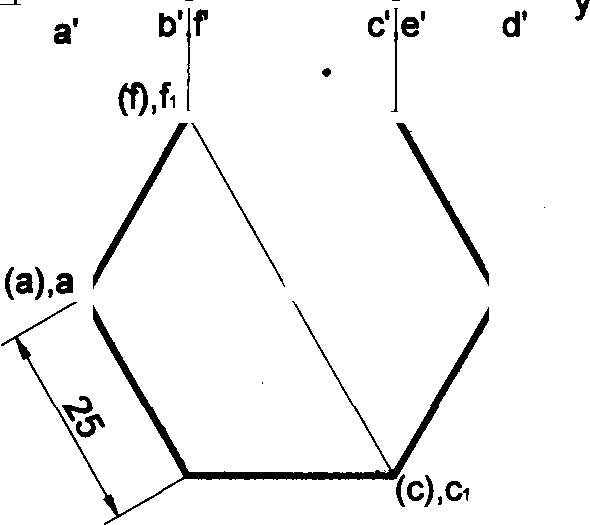 y
a' b' f' c' e' d'
(f),f₁
(a),a
25
(c),c₁